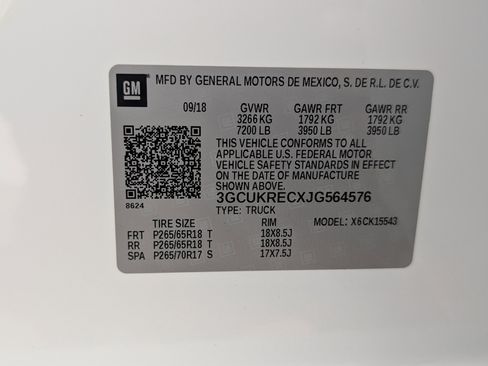 GM
MFD BY GENERAL MOTORS DE MEXICO, S. DE R.L. DE C.V.
09/18 GVWR GAWR FRT GAWR RR
3266 KG 1792 KG 1792 KG
7200 LB 3950 LB 3950 LB
THIS VEHICLE CONFORMS TO ALL
APPLICABLE U.S. FEDERAL MOTOR
VEHICLE SAFETY STANDARDS IN EFFECT
ON THE DATE OF MANUFACTURE
SHOWN ABOVE.
3GCUKRECXJG564576
8624 TYPE: TRUCK
TIRE SIZE RIM MODEL: X6CK15543
FRT P265/65R18 T 18X8.5J
RR P265/65R18 T 18X8.5J
SPA P265/70R17 S 17X7.5J